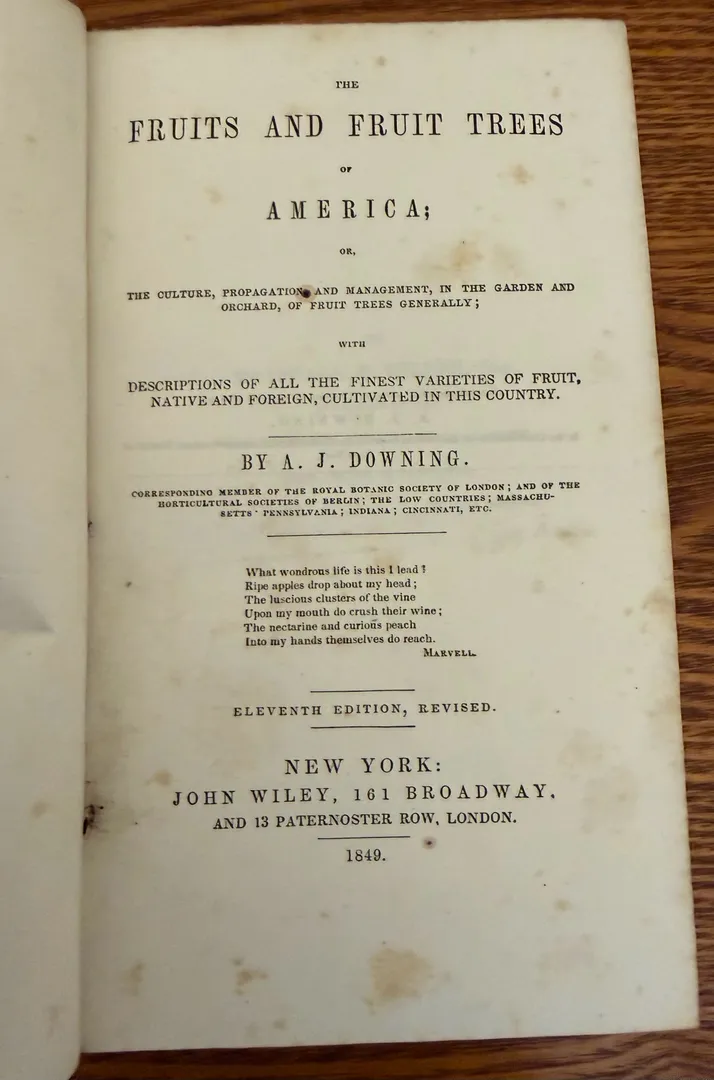 THE
FRUITS AND FRUIT TREES
OF
AMERICA;
OR,
THE CULTURE, PROPAGATION, AND MANAGEMENT, IN THE GARDEN AND
ORCHARD, OF FRUIT TREES GENERALLY;
WITH
DESCRIPTIONS OF ALL THE FINEST VARIETIES OF FRUIT,
NATIVE AND FOREIGN, CULTIVATED IN THIS COUNTRY.
BY A. J. DOWNING.
CORRESPONDING MEMBER OF THE ROYAL BOTANIC SOCIETY OF LONDON; AND OF THE
HORTICULTURAL SOCIETIES OF BERLIN; THE LOW COUNTRIES; MASSACHU-
SETTS; PENNSYLVANIA; INDIANA; CINCINNATI, ETC.
What wondrous life is this I lead?
Ripe apples drop about my head;
The luscious clusters of the vine
Upon my mouth do crush their wine;
The nectarine and curious peach
Into my hands themselves do reach.
MARVELL.
ELEVENTH EDITION, REVISED.
NEW YORK:
JOHN WILEY, 161 BROADWAY,
AND 13 PATERNOSTER ROW, LONDON.
1849.